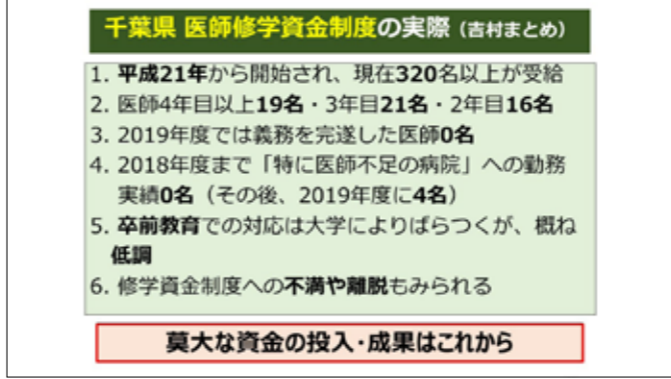 千葉県 医師修学資金制度の実際（吉村まとめ）
1. 平成21年から開始され、現在320名以上が受給
2. 医師4年目以上19名・3年目21名・2年目16名
3. 2019年度では義務を完遂した医師0名
4. 2018年度まで「特に医師不足の病院」への勤務
実績0名（その後、2019年度に4名）
5. 卒前教育での対応は大学によりばらつくが、概ね
低調
6. 修学資金制度への不満や離脱もみられる
莫大な資金の投入・成果はこれから